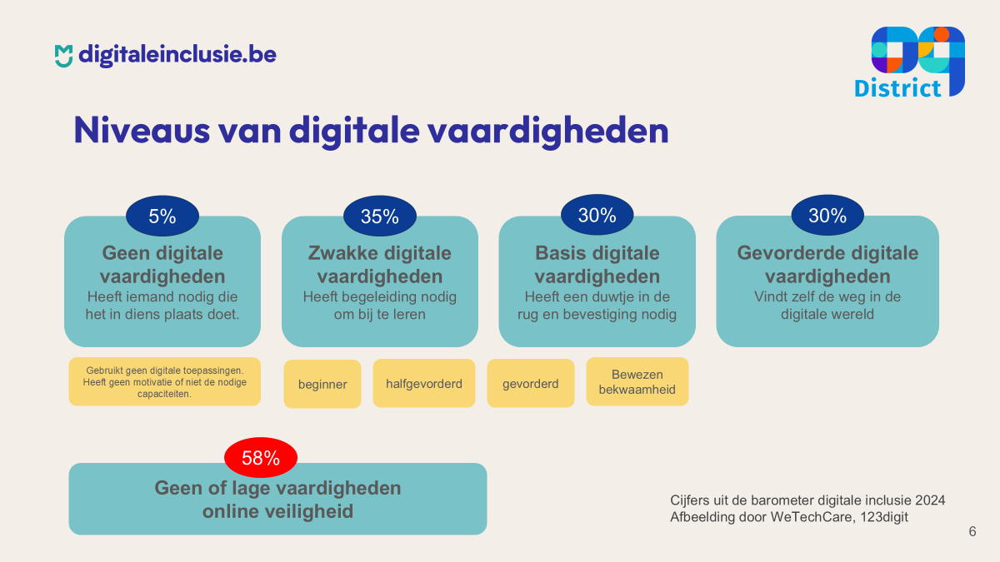 digitaleinclusie.be
District
Niveaus van digitale vaardigheden
5%
Geen digitale
vaardigheden
Heeft iemand nodig die
het in diens plaats doet.
35%
Zwakke digitale
vaardigheden
Heeft begeleiding nodig
om bij te leren
30%
Basis digitale
vaardigheden
Heeft een duwtje in de
rug en bevestiging nodig
30%
Gevorderde digitale
vaardigheden
Vindt zelf de weg in de
digitale wereld
Gebruikt geen digitale toepassingen.
Heeft geen motivatie of niet de nodige
capaciteiten.
beginner
halfgevorderd
gevorderd
Bewezen
bekwaamheid
58%
Geen of lage vaardigheden
online veiligheid
Cijfers uit de barometer digitale inclusie 2024
Afbeelding door WeTechCare, 123digit
6